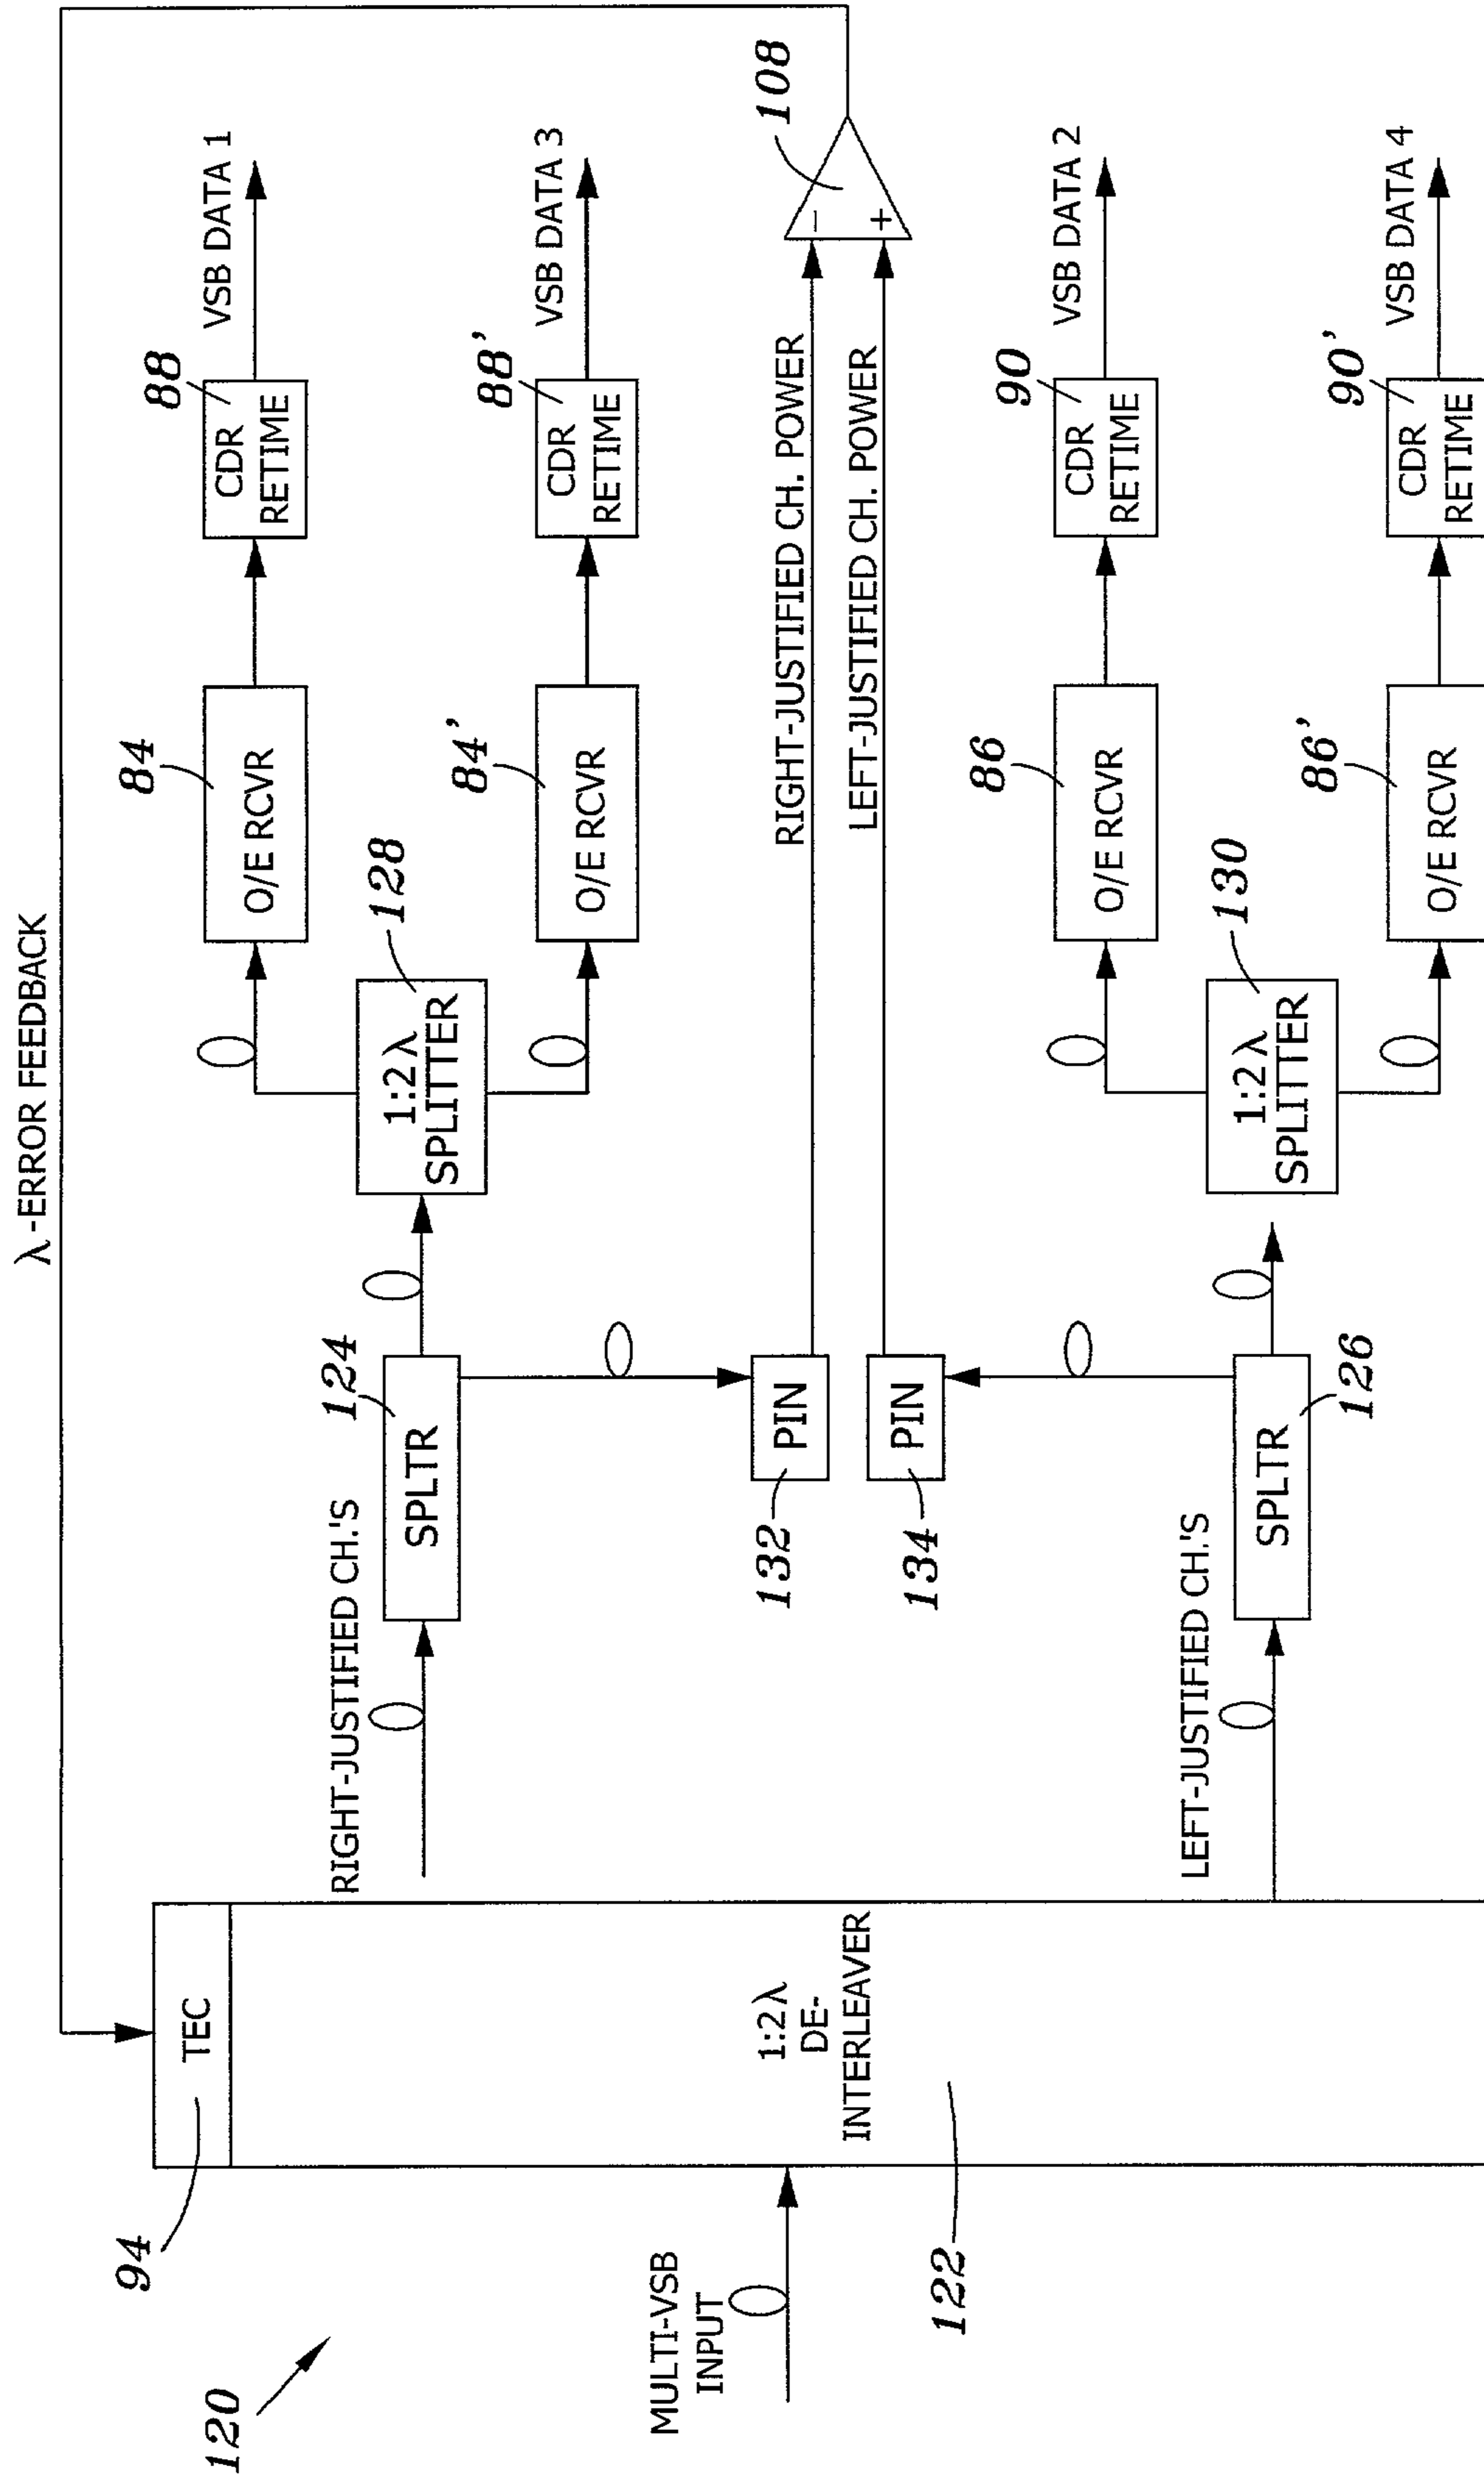 λ-ERROR FEEDBACK
120
94
TEC
MULTI-VSB
INPUT
1:2λ
DE-
INTERLEAVER
122
RIGHT-JUSTIFIED CH.'S
SPLTR
124
1:2λ
SPLITTER
128
84
O/E RCVR
88
CDR
RETIME
VSB DATA 1
84'
O/E RCVR
88'
CDR
RETIME
VSB DATA 3
132
PIN
RIGHT-JUSTIFIED CH. POWER
134
PIN
LEFT-JUSTIFIED CH. POWER
−
+
108
LEFT-JUSTIFIED CH.'S
SPLTR
126
1:2λ
SPLITTER
130
86
O/E RCVR
90
CDR
RETIME
VSB DATA 2
86'
O/E RCVR
90'
CDR
RETIME
VSB DATA 4